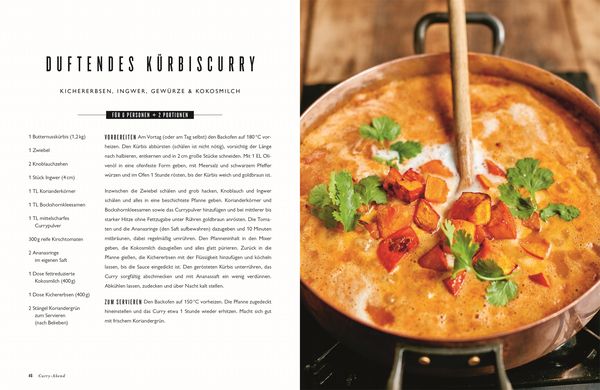 DUFTENDES KÜRBISCURRY
KICHERERBSEN, INGWER, GEWÜRZE & KOKOSMILCH
FÜR 6 PERSONEN + 2 PORTIONEN
1 Butternusskürbis (1,2 kg)
1 Zwiebel
2 Knoblauchzehen
1 Stück Ingwer (4 cm)
1 TL Korianderkörner
1 TL Bockshornkleesamen
1 TL mittelscharfes
Currypulver
300 g reife Kirschtomaten
2 Ananasringe
im eigenen Saft
1 Dose fettreduzierte
Kokosmilch (400 g)
1 Dose Kichererbsen (400 g)
2 Stängel Koriandergrün
zum Servieren
(nach Belieben)
VORBEREITEN Am Vortag (oder am Tag selbst) den Backofen auf 180 °C vor-
heizen. Den Kürbis abbürsten (schälen ist nicht nötig), vorsichtig der Länge
nach halbieren, entkernen und in 2 cm große Stücke schneiden. Mit 1 EL Oli-
venöl in eine ofenfeste Form geben, mit Meersalz und schwarzem Pfeffer
würzen und im Ofen 1 Stunde rösten, bis der Kürbis weich und goldbraun ist.
Inzwischen die Zwiebel schälen und grob hacken, Knoblauch und Ingwer
schälen und alles in eine beschichtete Pfanne geben. Korianderkörner und
Bockshornkleesamen sowie das Currypulver hinzufügen und bei mittlerer bis
starker Hitze ohne Fettzugabe unter Rühren goldbraun anrösten. Die Toma-
ten und die Ananasringe (den Saft aufbewahren) dazugeben und 10 Minuten
mitbräunen, dabei regelmäßig umrühren. Den Pfanneninhalt in den Mixer
geben, die Kokosmilch dazugießen und alles glatt pürieren. Zurück in die
Pfanne gießen, die Kichererbsen mit der Flüssigkeit hinzufügen und köcheln
lassen, bis die Sauce eingedickt ist. Den gerösteten Kürbis unterrühren, das
Curry sorgfältig abschmecken und mit Ananassaft ein wenig verdünnen.
Abkühlen lassen, zudecken und über Nacht kalt stellen.
ZUM SERVIEREN Den Backofen auf 150 °C vorheizen. Die Pfanne zugedeckt
hineinstellen und das Curry etwa 1 Stunde wieder erhitzen. Macht sich gut
mit frischem Koriandergrün.
48 Curry-Abend